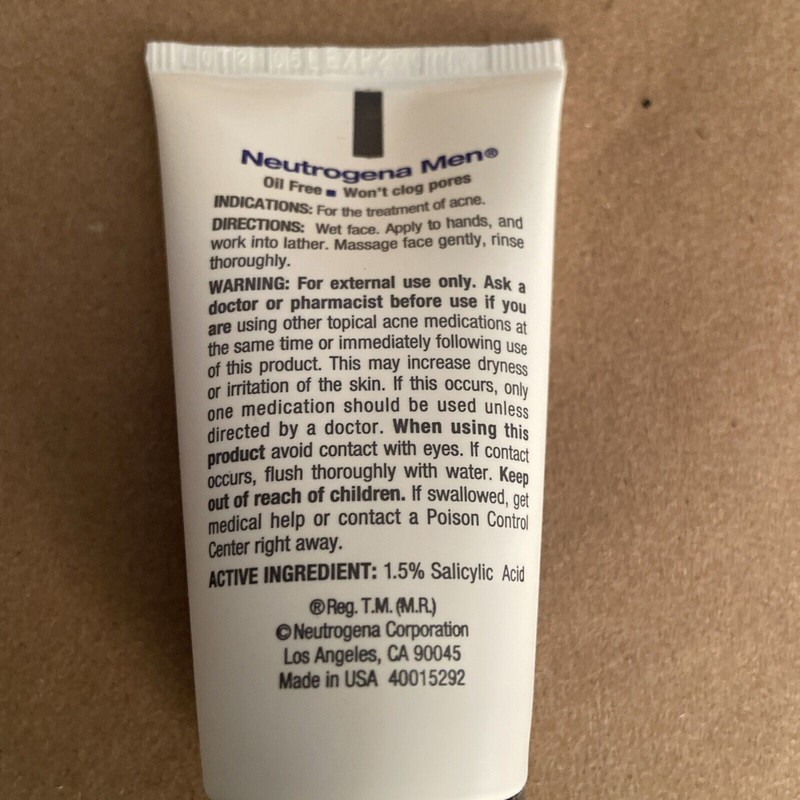 Neutrogena Men®
Oil Free ■ Won't clog pores
INDICATIONS: For the treatment of acne.
DIRECTIONS: Wet face. Apply to hands, and
work into lather. Massage face gently, rinse
thoroughly.
WARNING: For external use only. Ask a
doctor or pharmacist before use if you
are using other topical acne medications at
the same time or immediately following use
of this product. This may increase dryness
or irritation of the skin. If this occurs, only
one medication should be used unless
directed by a doctor. When using this
product avoid contact with eyes. If contact
occurs, flush thoroughly with water. Keep
out of reach of children. If swallowed, get
medical help or contact a Poison Control
Center right away.
ACTIVE INGREDIENT: 1.5% Salicylic Acid
® Reg. T.M. (M.R.)
© Neutrogena Corporation
Los Angeles, CA 90045
Made in USA 40015292